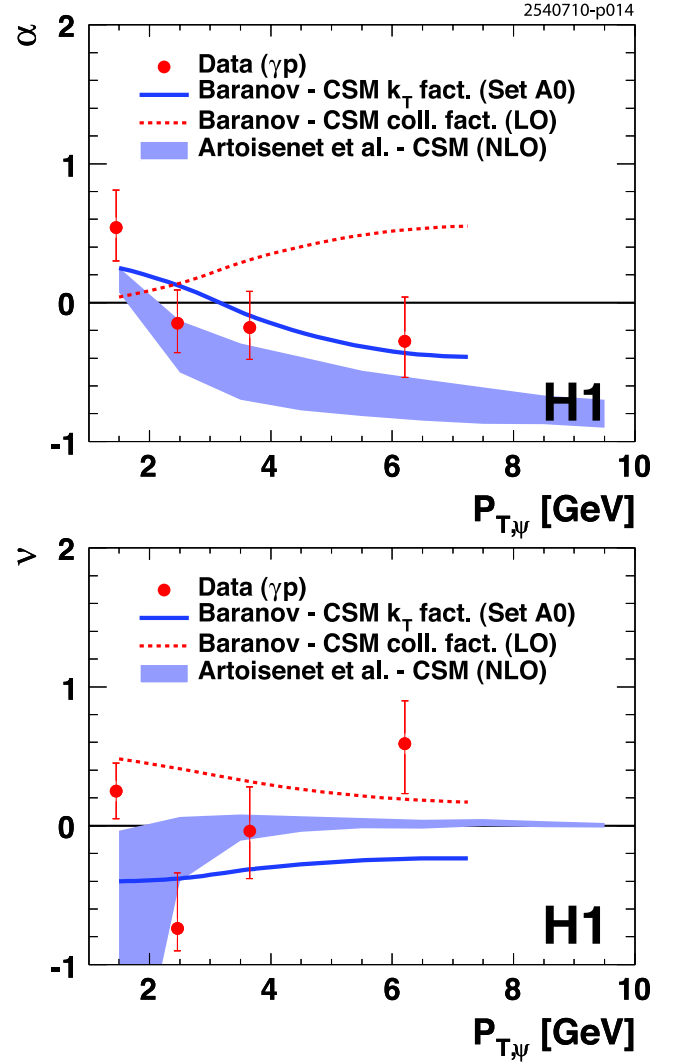 2540710-p014
α
2
Data (γp)
Baranov - CSM k_T fact. (Set A0)
Baranov - CSM coll. fact. (LO)
Artoisenet et al. - CSM (NLO)
1
0
-1
H1
2 4 6 8 10
P_T,ψ [GeV]
ν
2
Data (γp)
Baranov - CSM k_T fact. (Set A0)
Baranov - CSM coll. fact. (LO)
Artoisenet et al. - CSM (NLO)
1
0
-1
H1
2 4 6 8 10
P_T,ψ [GeV]